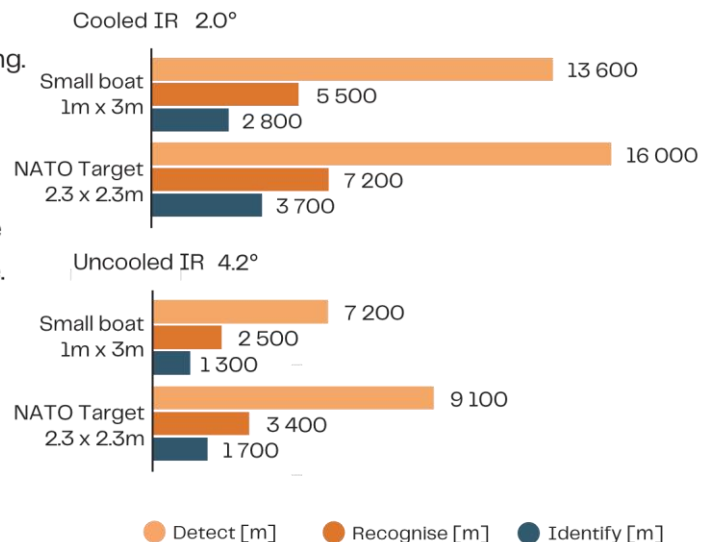 Cooled IR 2.0°
ng.
Small boat
1m x 3m
13 600
5 500
2 800
NATO Target
2.3 x 2.3m
16 000
7 200
3 700
Uncooled IR 4.2°
Small boat
1m x 3m
7 200
2 500
1 300
NATO Target
2.3 x 2.3m
9 100
3 400
1 700
Detect [m] Recognise [m] Identify [m]